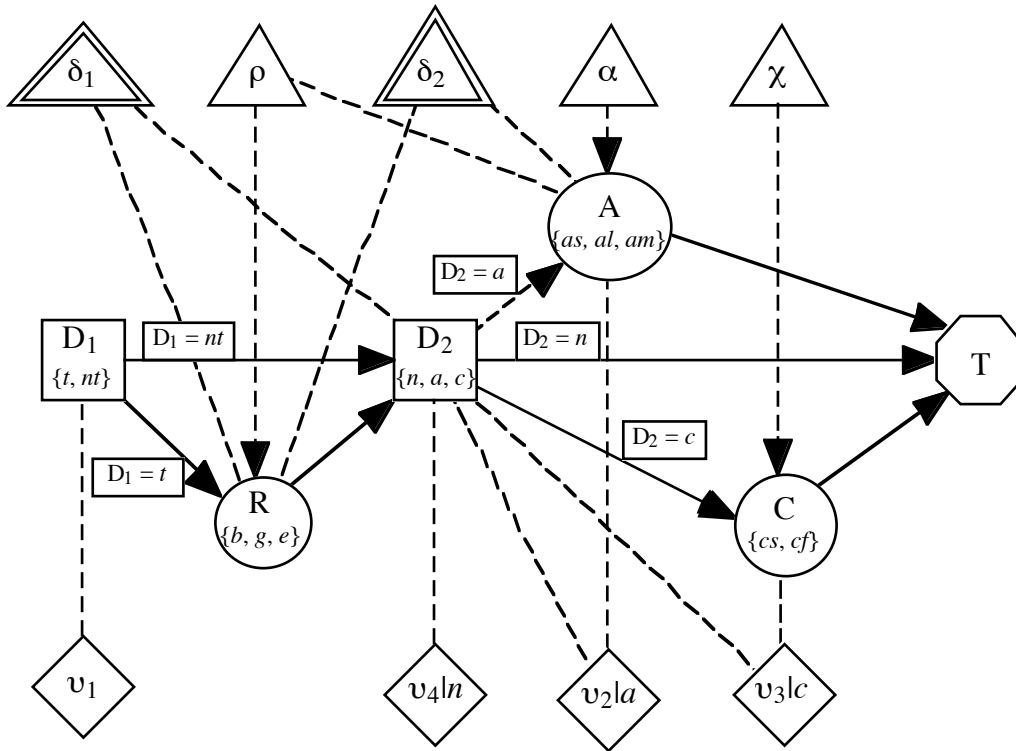 δ₁
ρ
δ₂
α
χ
A
{as, al, am}
D₂ = a
D₁
{t, nt}
D₁ = nt
D₂
{n, a, c}
D₂ = n
T
D₁ = t
R
{b, g, e}
D₂ = c
C
{cs, cf}
υ₁
υ₄|n
υ₂|a
υ₃|c